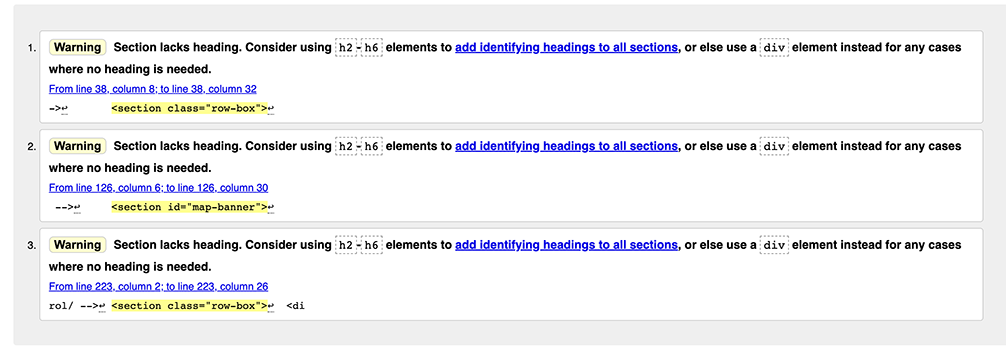 1. Warning Section lacks heading. Consider using h2-h6 elements to add identifying headings to all sections, or else use a div element instead for any cases
where no heading is needed.
From line 38, column 8; to line 38, column 32
->↩ <section class="row-box">↩
2. Warning Section lacks heading. Consider using h2-h6 elements to add identifying headings to all sections, or else use a div element instead for any cases
where no heading is needed.
From line 126, column 6; to line 126, column 30
-->↩ <section id="map-banner">↩
3. Warning Section lacks heading. Consider using h2-h6 elements to add identifying headings to all sections, or else use a div element instead for any cases
where no heading is needed.
From line 223, column 2; to line 223, column 26
rol/ -->↩ <section class="row-box">↩ <di